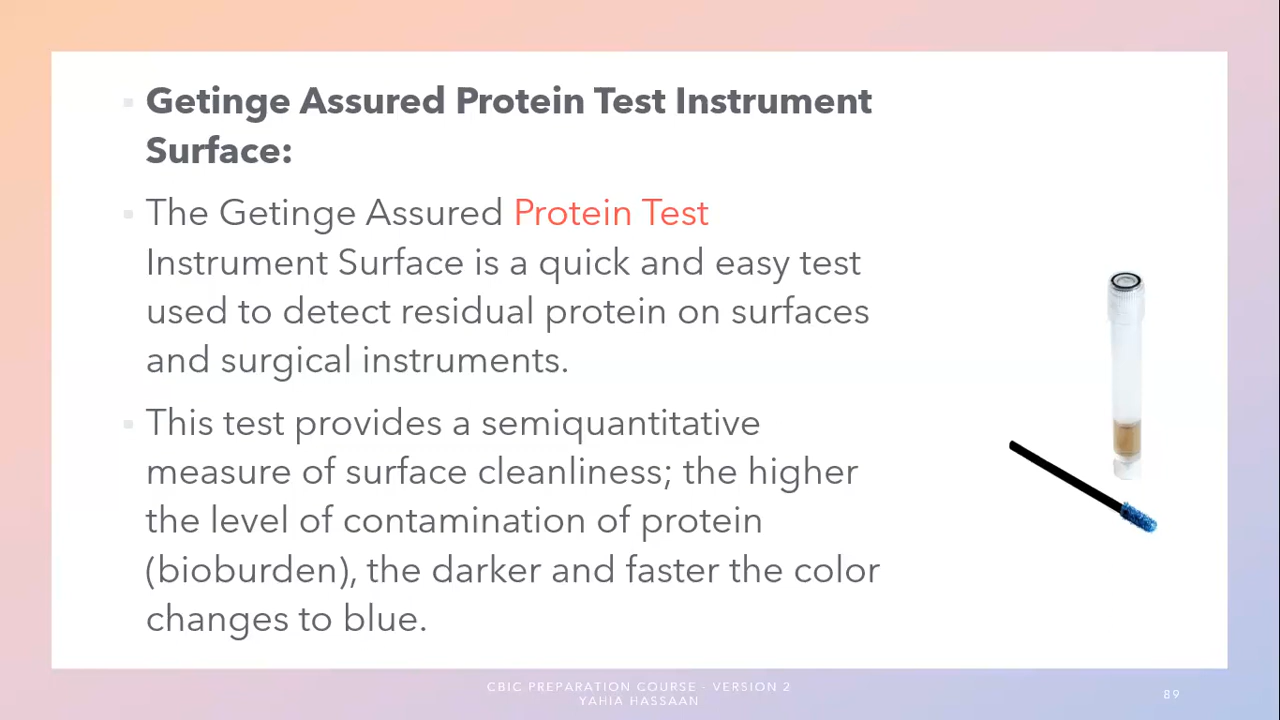 Getinge Assured Protein Test Instrument
Surface:
The Getinge Assured Protein Test
Instrument Surface is a quick and easy test
used to detect residual protein on surfaces
and surgical instruments.
This test provides a semiquantitative
measure of surface cleanliness; the higher
the level of contamination of protein
(bioburden), the darker and faster the color
changes to blue.
CBIC PREPARATION COURSE - VERSION 2
YAHIA HASSAAN
89